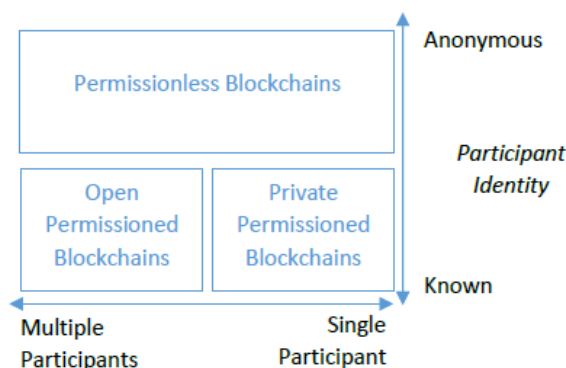 Anonymous
Permissionless Blockchains
Participant
Identity
Open
Permissioned
Blockchains
Private
Permissioned
Blockchains
Known
Multiple
Participants
Single
Participant